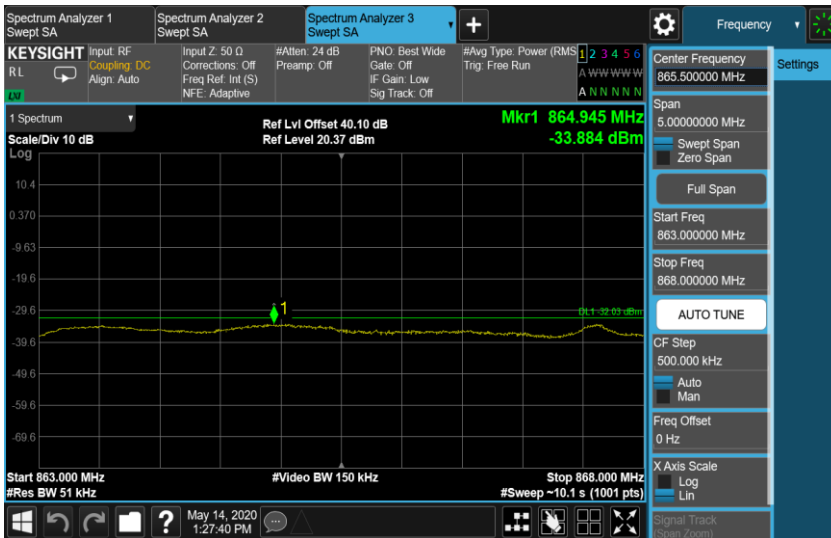 Spectrum Analyzer 1
Swept SA
Spectrum Analyzer 2
Swept SA
Spectrum Analyzer 3
Swept SA
Frequency
KEYSIGHT
RL
LXI
Input: RF
Coupling: DC
Align: Auto
Input Z: 50 Ω
Corrections: Off
Freq Ref: Int (S)
NFE: Adaptive
#Atten: 24 dB
Preamp: Off
PNO: Best Wide
Gate: Off
IF Gain: Low
Sig Track: Off
#Avg Type: Power (RMS
Trig: Free Run
1 2 3 4 5 6
A W W W W W
A N N N N N
1 Spectrum
Scale/Div 10 dB
Log
Ref Lvl Offset 40.10 dB
Ref Level 20.37 dBm
Mkr1 864.945 MHz
-33.884 dBm
10.4
0.370
-9.63
-19.6
-29.6
-39.6
-49.6
-59.6
-69.6
1
DL1 -32.03 dBm
Start 863.000 MHz
#Res BW 51 kHz
#Video BW 150 kHz
Stop 868.000 MHz
#Sweep ~10.1 s (1001 pts)
?
May 14, 2020
1:27:40 PM
Center Frequency
865.500000 MHz
Settings
Span
5.00000000 MHz
Swept Span
Zero Span
Full Span
Start Freq
863.000000 MHz
Stop Freq
868.000000 MHz
AUTO TUNE
CF Step
500.000 kHz
Auto
Man
Freq Offset
0 Hz
X Axis Scale
Log
Lin
Signal Track
(Span Zoom)